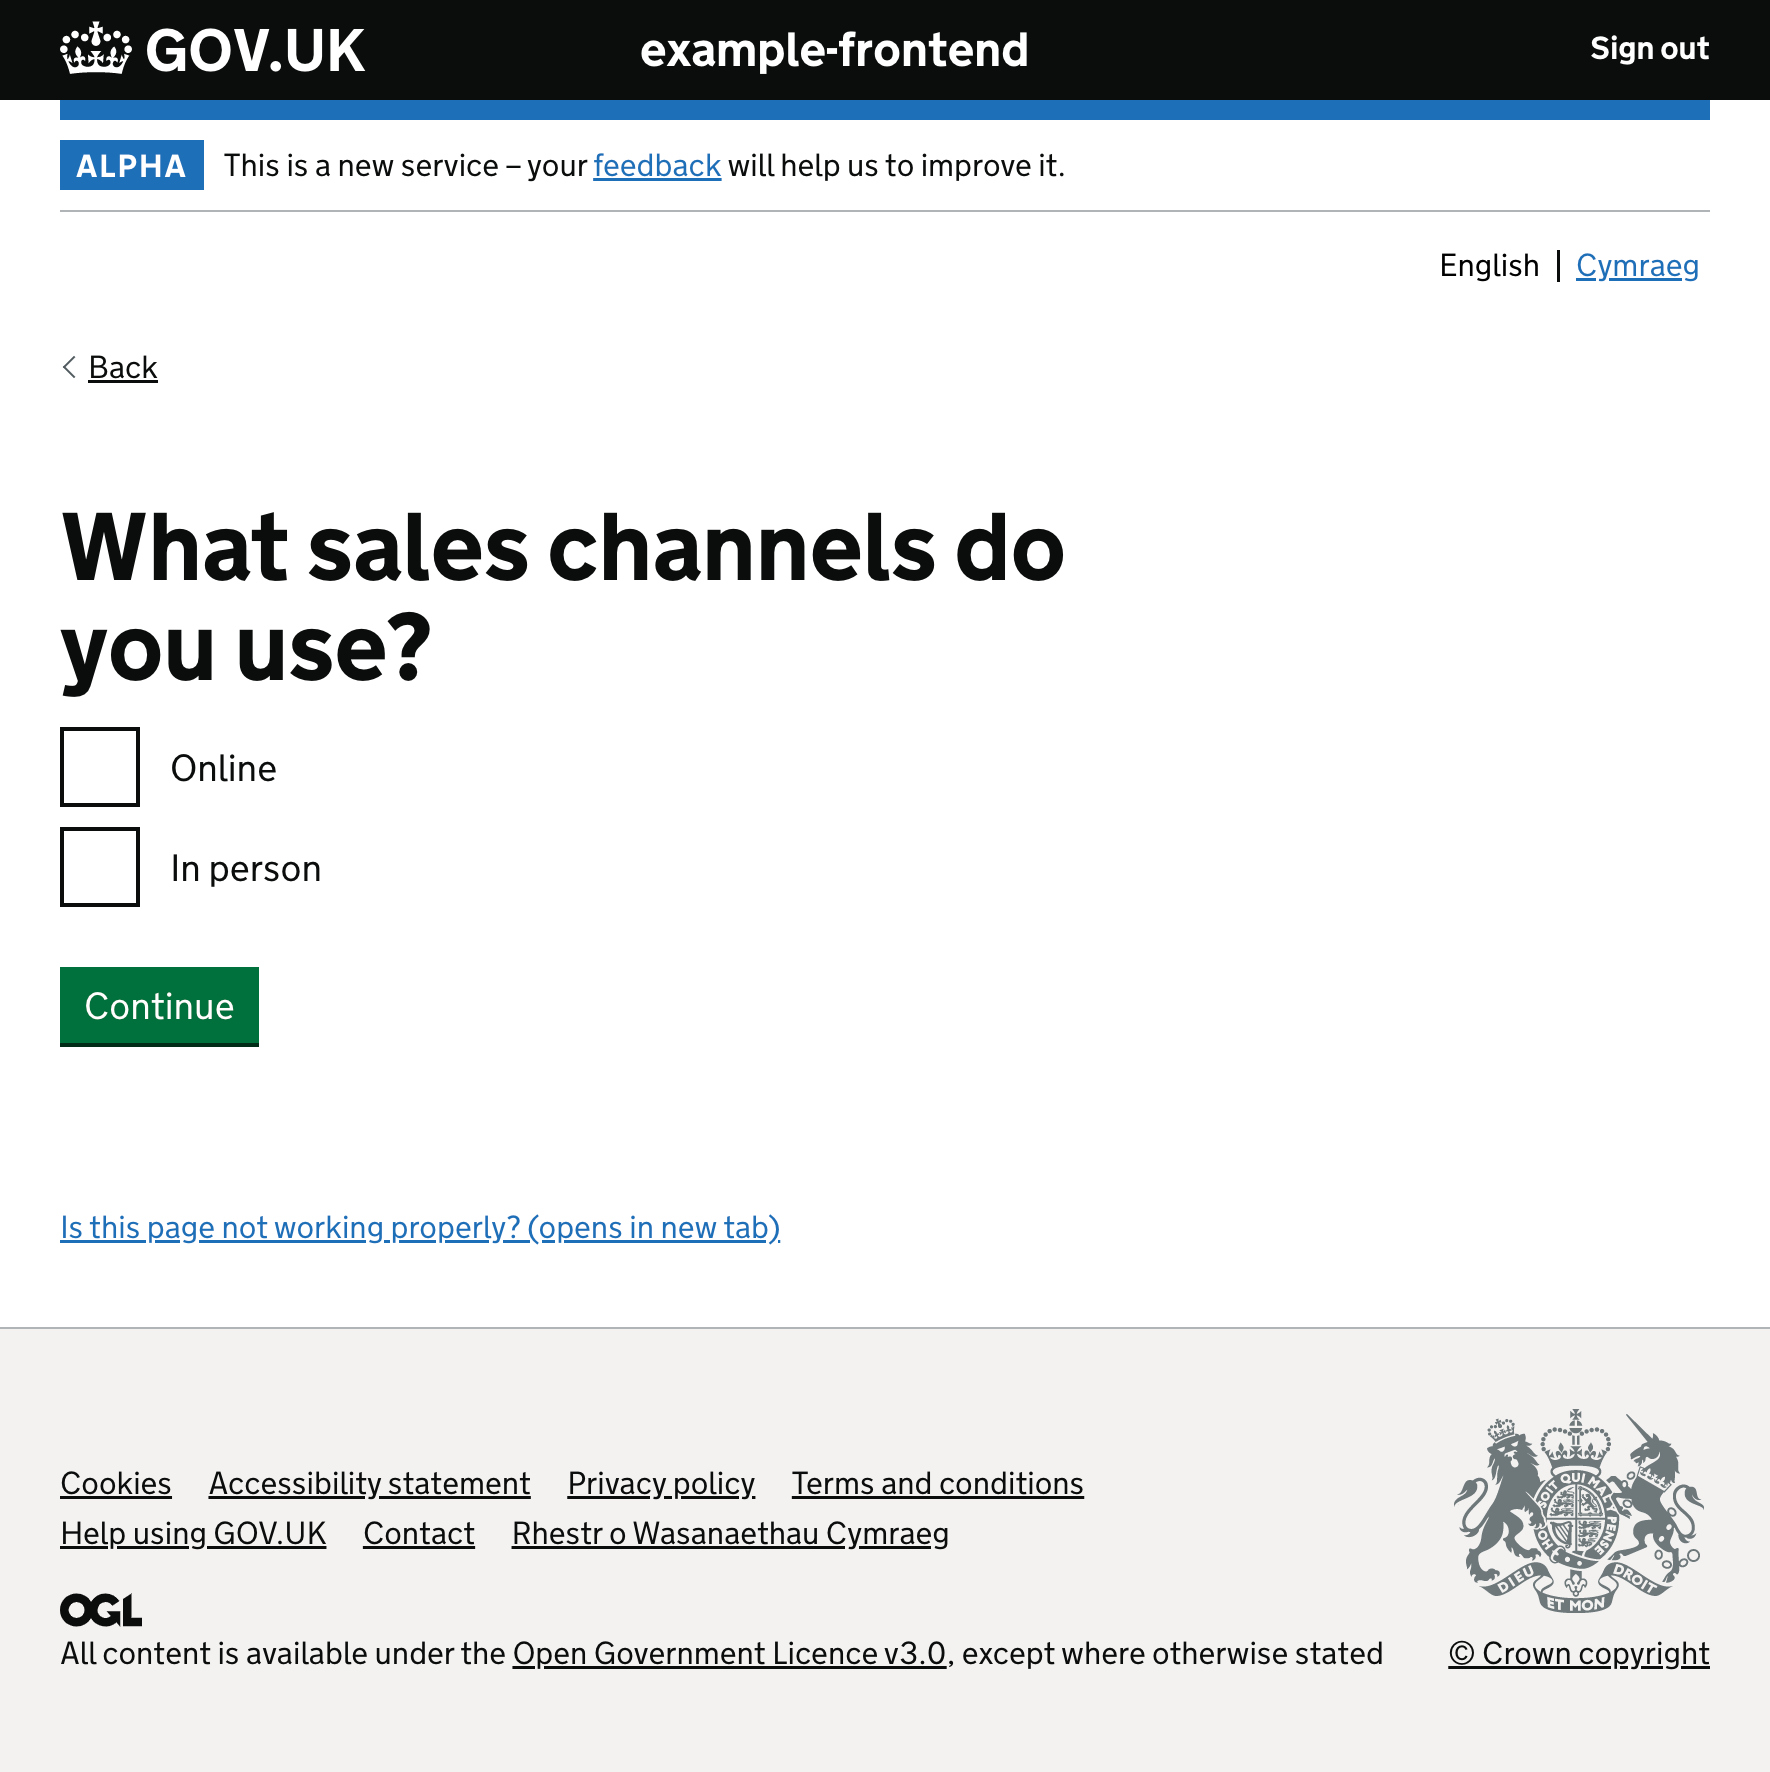 GOV.UK
example-frontend
Sign out
ALPHA
This is a new service – your feedback will help us to improve it.
English
Cymraeg
Back
What sales channels do
you use?
Online
In person
Continue
Is this page not working properly? (opens in new tab)
Cookies Accessibility statement Privacy policy Terms and conditions
Help using GOV.UK Contact Rhestr o Wasanaethau Cymraeg
OGL
All content is available under the Open Government Licence v3.0, except where otherwise stated
SOIT QUI MAL
PENSE
DIEU ET MON DROIT
© Crown copyright